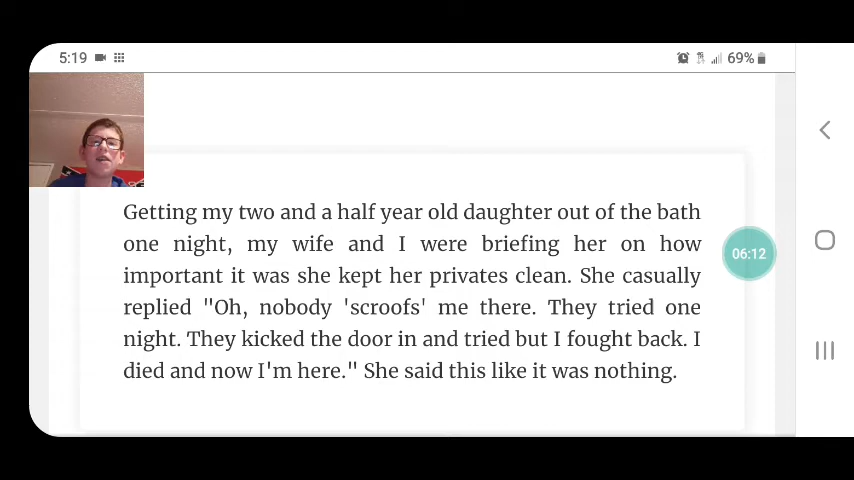 5:19
69%
Getting my two and a half year old daughter out of the bath
one night, my wife and I were briefing her on how
important it was she kept her privates clean. She casually
replied "Oh, nobody 'scroofs' me there. They tried one
night. They kicked the door in and tried but I fought back. I
died and now I'm here." She said this like it was nothing.
06:12